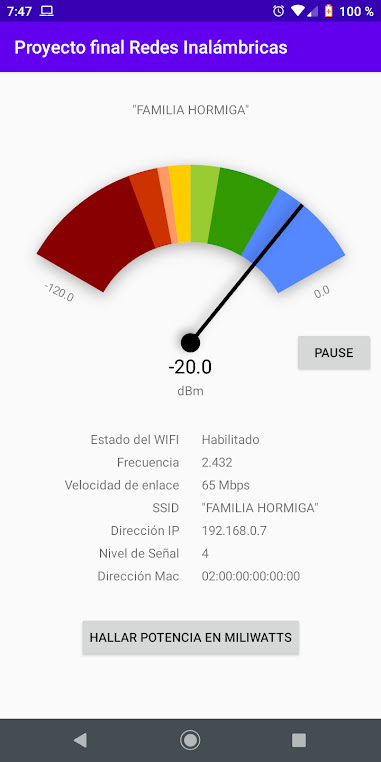 7:47
100 %
Proyecto final Redes Inalámbricas
"FAMILIA HORMIGA"
-120.0
0.0
PAUSE
-20.0
dBm
Estado del WIFI Habilitado
Frecuencia 2.432
Velocidad de enlace 65 Mbps
SSID "FAMILIA HORMIGA"
Dirección IP 192.168.0.7
Nivel de Señal 4
Dirección Mac 02:00:00:00:00:00
HALLAR POTENCIA EN MILIWATTS